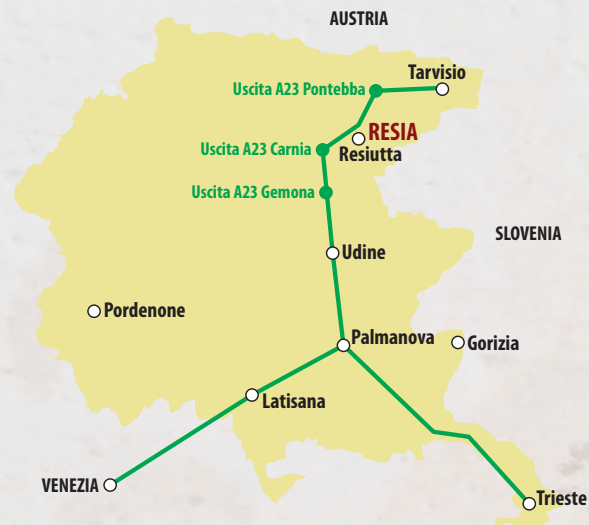 AUSTRIA
Tarvisio
Uscita A23 Pontebba
RESIA
Uscita A23 Carnia
Resiutta
Uscita A23 Gemona
SLOVENIA
Udine
Pordenone
Palmanova
Gorizia
Latisana
VENEZIA
Trieste